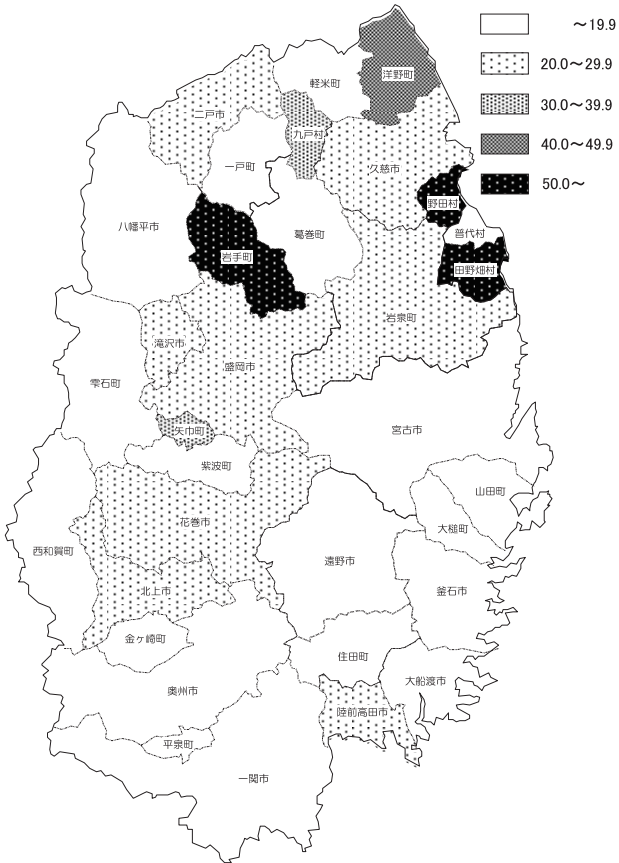 ～19.9
20.0～29.9
30.0～39.9
40.0～49.9
50.0～
軽米町
洋野町
二戸市
九戸村
一戸町
久慈市
野田村
八幡平市
葛巻町
普代村
岩手町
田野畑村
岩泉町
滝沢市
盛岡市
雫石町
矢巾町
宮古市
紫波町
山田町
花巻市
大槌町
西和賀町
遠野市
北上市
釜石市
金ヶ崎町
住田町
大船渡市
奥州市
陸前高田市
平泉町
一関市